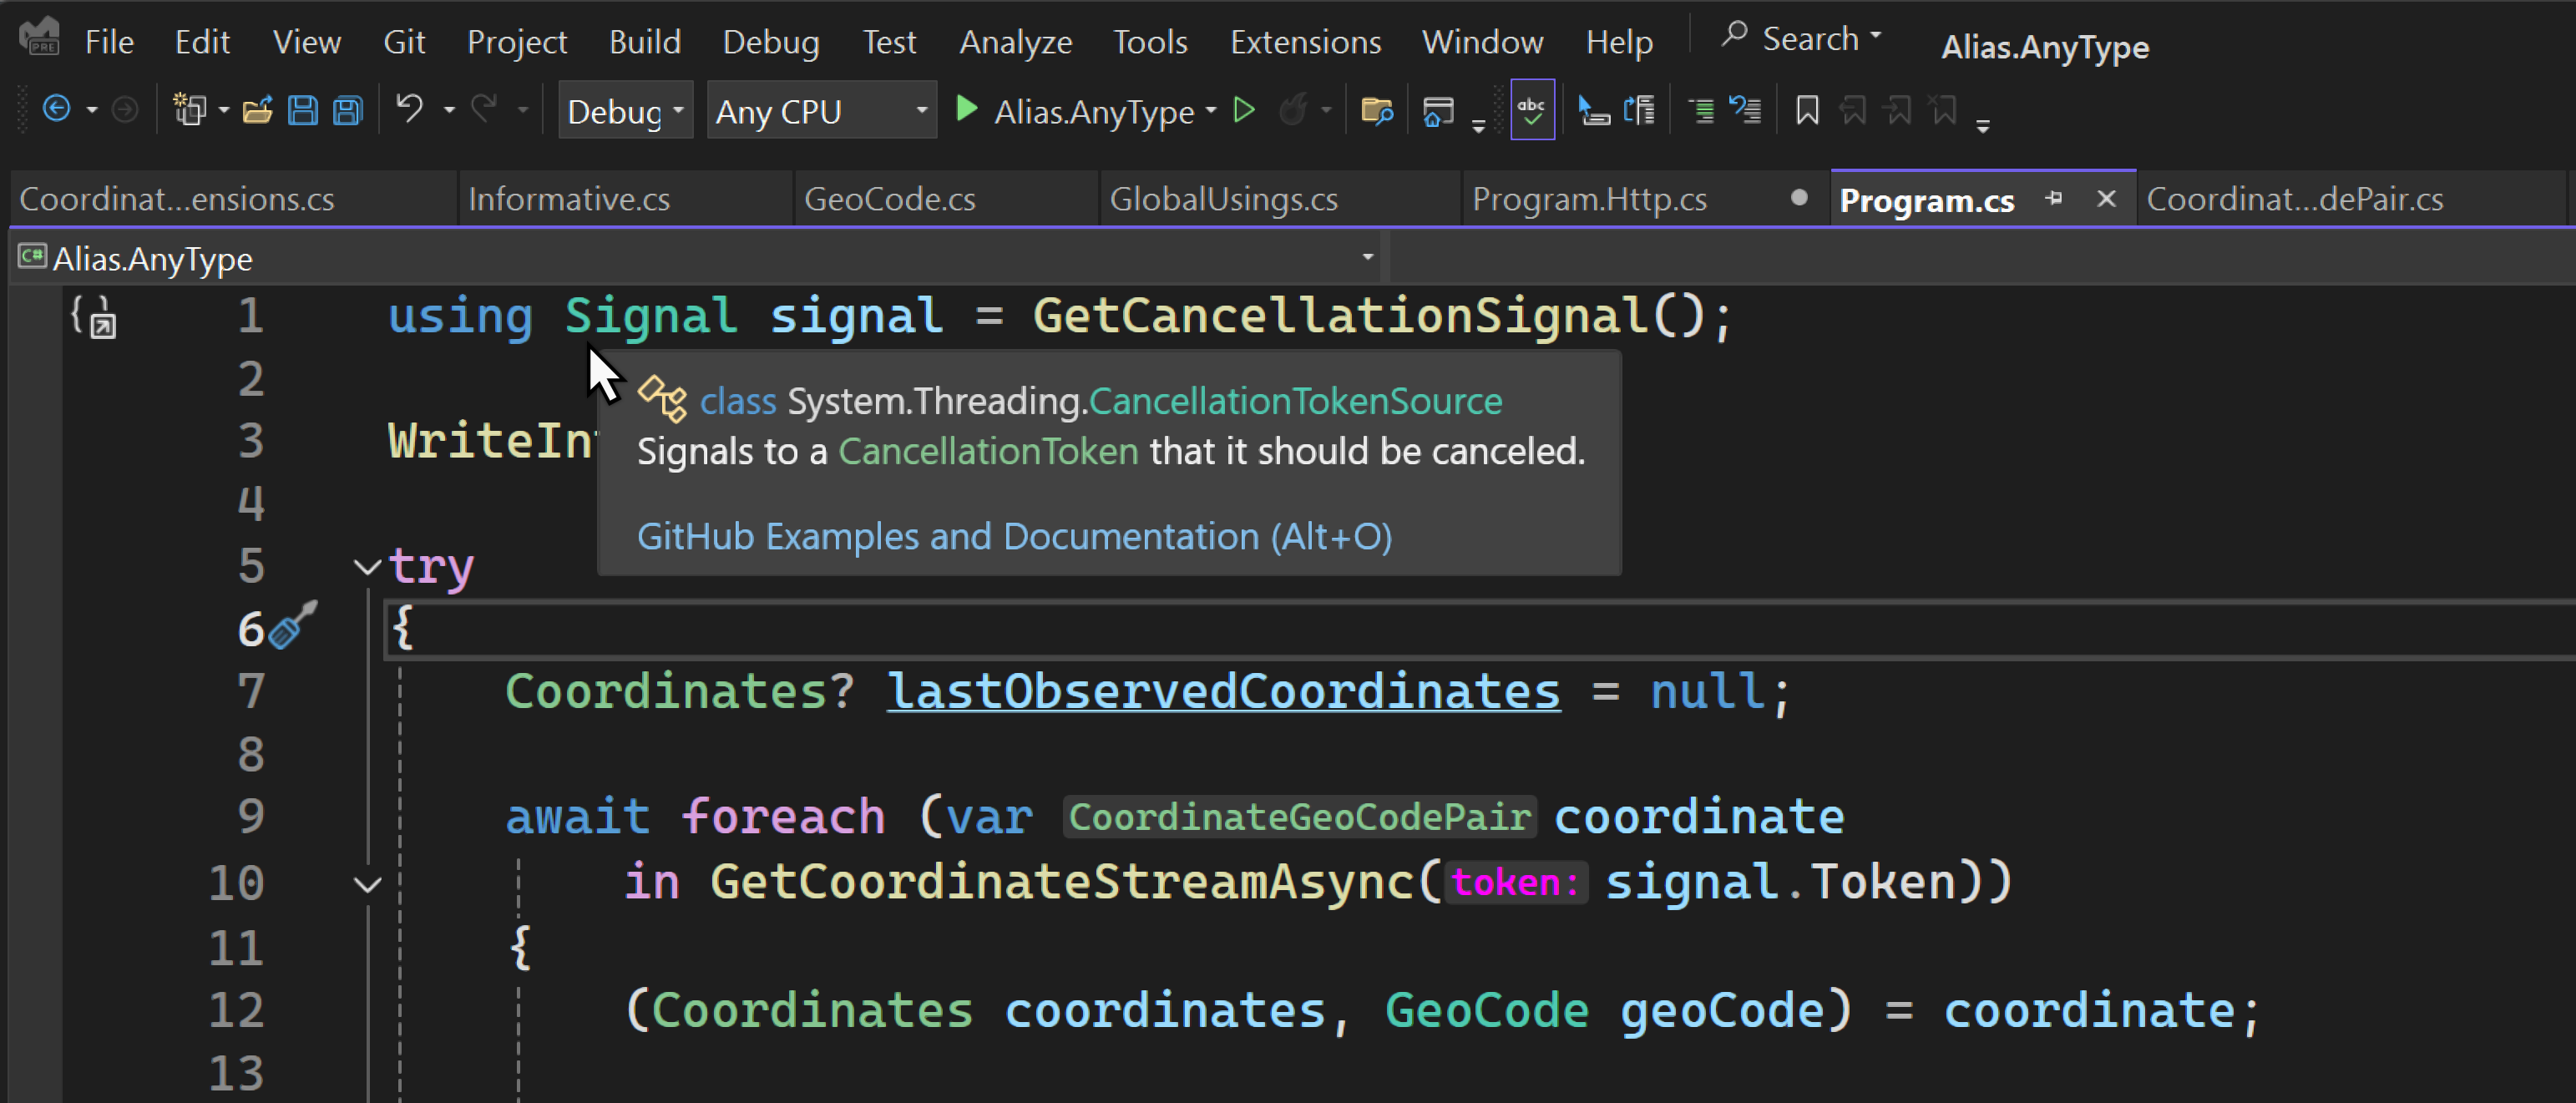 PRE
File Edit View Git Project Build Debug Test Analyze Tools Extensions Window Help Search Alias.AnyType
Debug Any CPU Alias.AnyType abc
Coordinat...ensions.cs Informative.cs GeoCode.cs GlobalUsings.cs Program.Http.cs Program.cs Coordinat...dePair.cs
C# Alias.AnyType
1 using Signal signal = GetCancellationSignal();
2
class System.Threading.CancellationTokenSource
3 WriteIn
Signals to a CancellationToken that it should be canceled.
4
GitHub Examples and Documentation (Alt+O)
5 try
6 {
7 Coordinates? lastObservedCoordinates = null;
8
9 await foreach (var CoordinateGeoCodePair coordinate
10 in GetCoordinateStreamAsync(token: signal.Token))
11 {
12 (Coordinates coordinates, GeoCode geoCode) = coordinate;
13